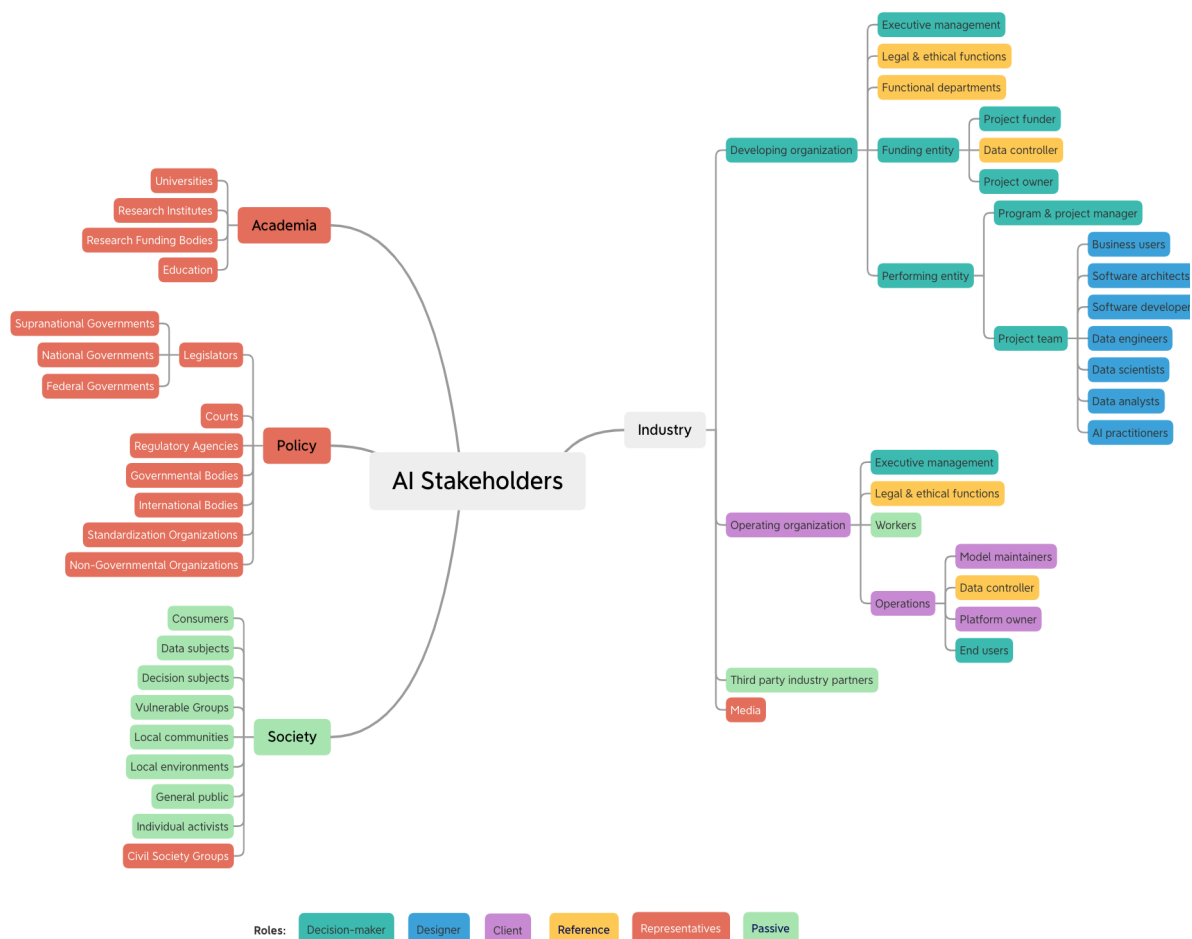 AI Stakeholders
Academia
Universities
Research Institutes
Research Funding Bodies
Education
Policy
Legislators
Supranational Governments
National Governments
Federal Governments
Courts
Regulatory Agencies
Governmental Bodies
International Bodies
Standardization Organizations
Non-Governmental Organizations
Society
Consumers
Data subjects
Decision subjects
Vulnerable Groups
Local communities
Local environments
General public
Individual activists
Civil Society Groups
Industry
Developing organization
Executive management
Legal & ethical functions
Functional departments
Funding entity
Project funder
Data controller
Project owner
Performing entity
Program & project manager
Project team
Business users
Software architects
Software developer
Data engineers
Data scientists
Data analysts
AI practitioners
Operating organization
Executive management
Legal & ethical functions
Workers
Operations
Model maintainers
Data controller
Platform owner
End users
Third party industry partners
Media
Roles: Decision-maker Designer Client Reference Representatives Passive